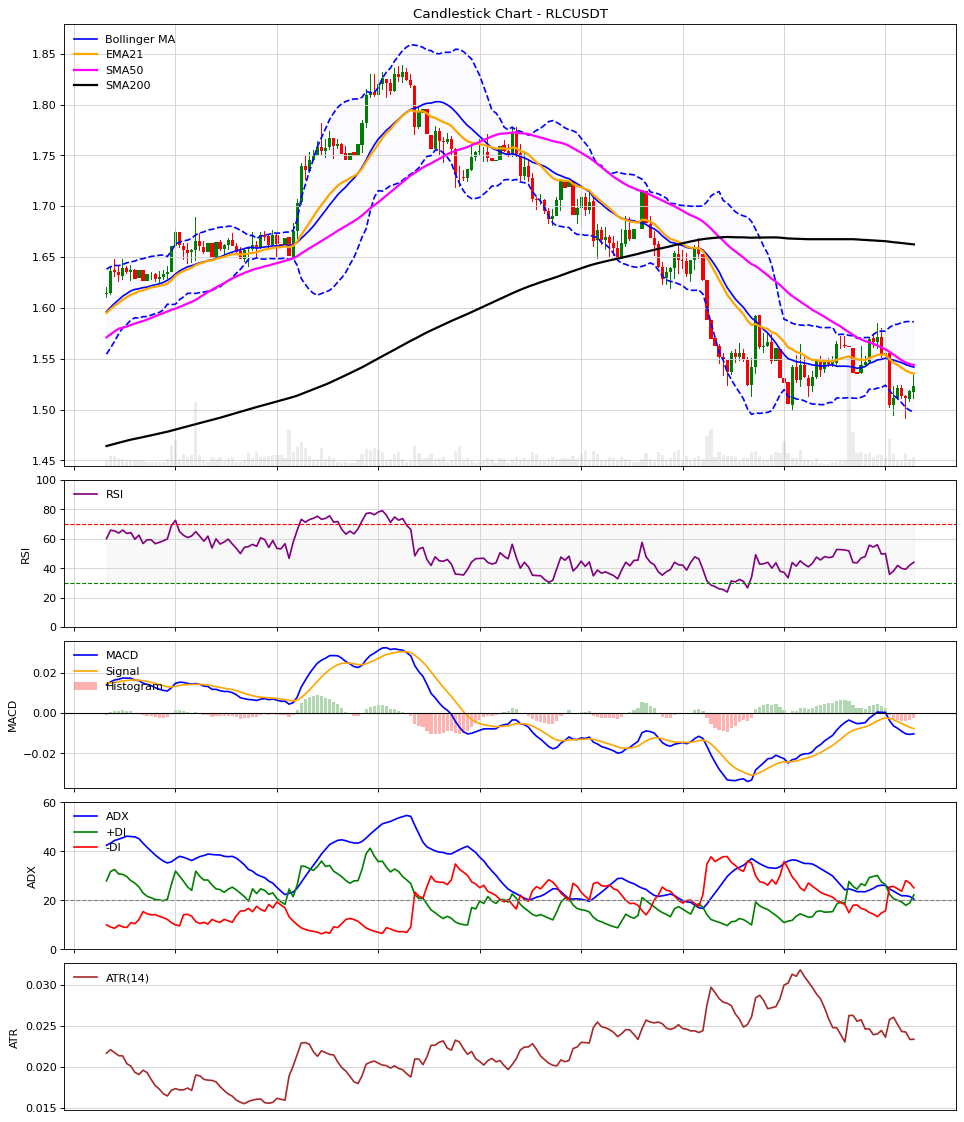 Candlestick Chart - RLCUSDT
Bollinger MA
EMA21
SMA50
SMA200
1.85
1.80
1.75
1.70
1.65
1.60
1.55
1.50
1.45
RSI
RSI
100
80
60
40
20
0
MACD
Signal
Histogram
MACD
0.02
0.00
−0.02
ADX
+DI
-DI
ADX
60
40
20
0
ATR(14)
ATR
0.030
0.025
0.020
0.015